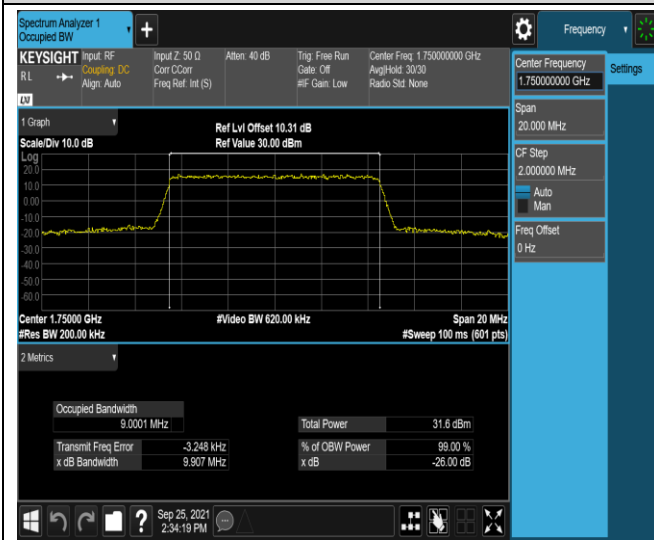 Spectrum Analyzer 1
Occupied BW
+
Frequency
KEYSIGHT
RL
Input: RF
Coupling: DC
Align: Auto
Input Z: 50 Ω
Corr CCorr
Freq Ref: Int (S)
Atten: 40 dB
Trig: Free Run
Gate: Off
#IF Gain: Low
Center Freq: 1.750000000 GHz
Avg|Hold: 30/30
Radio Std: None
LXI
Center Frequency
1.750000000 GHz
Settings
Span
20.000 MHz
CF Step
2.000000 MHz
Auto
Man
Freq Offset
0 Hz
1 Graph
Scale/Div 10.0 dB
Ref Lvl Offset 10.31 dB
Ref Value 30.00 dBm
Log
20.0
10.0
0.00
-10.0
-20.0
-30.0
-40.0
-50.0
-60.0
Center 1.75000 GHz
#Res BW 200.00 kHz
#Video BW 620.00 kHz
Span 20 MHz
#Sweep 100 ms (601 pts)
2 Metrics
Occupied Bandwidth
9.0001 MHz
Total Power 31.6 dBm
Transmit Freq Error -3.248 kHz
% of OBW Power 99.00 %
x dB Bandwidth 9.907 MHz
x dB -26.00 dB
?
Sep 25, 2021
2:34:19 PM